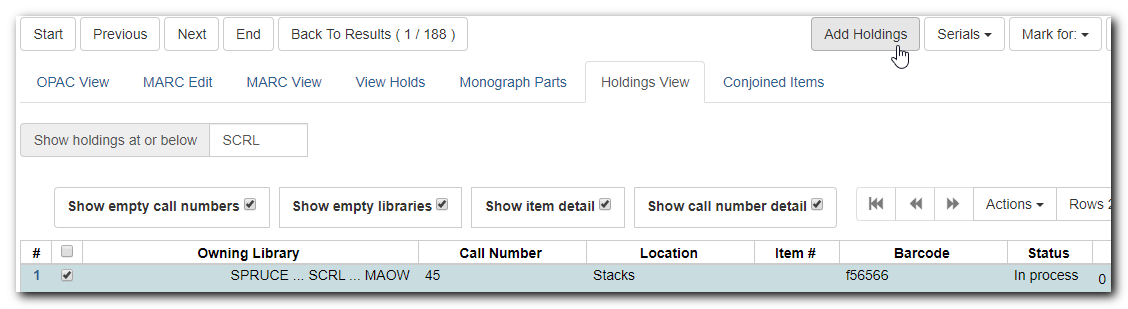 Start Previous Next End Back To Results ( 1 / 188 ) Add Holdings Serials Mark for:
OPAC View MARC Edit MARC View View Holds Monograph Parts Holdings View Conjoined Items
Show holdings at or below SCRL
Show empty call numbers Show empty libraries Show item detail Show call number detail Actions Rows 2
# Owning Library Call Number Location Item # Barcode Status
1 SPRUCE ... SCRL ... MAOW 45 Stacks f56566 In process 0